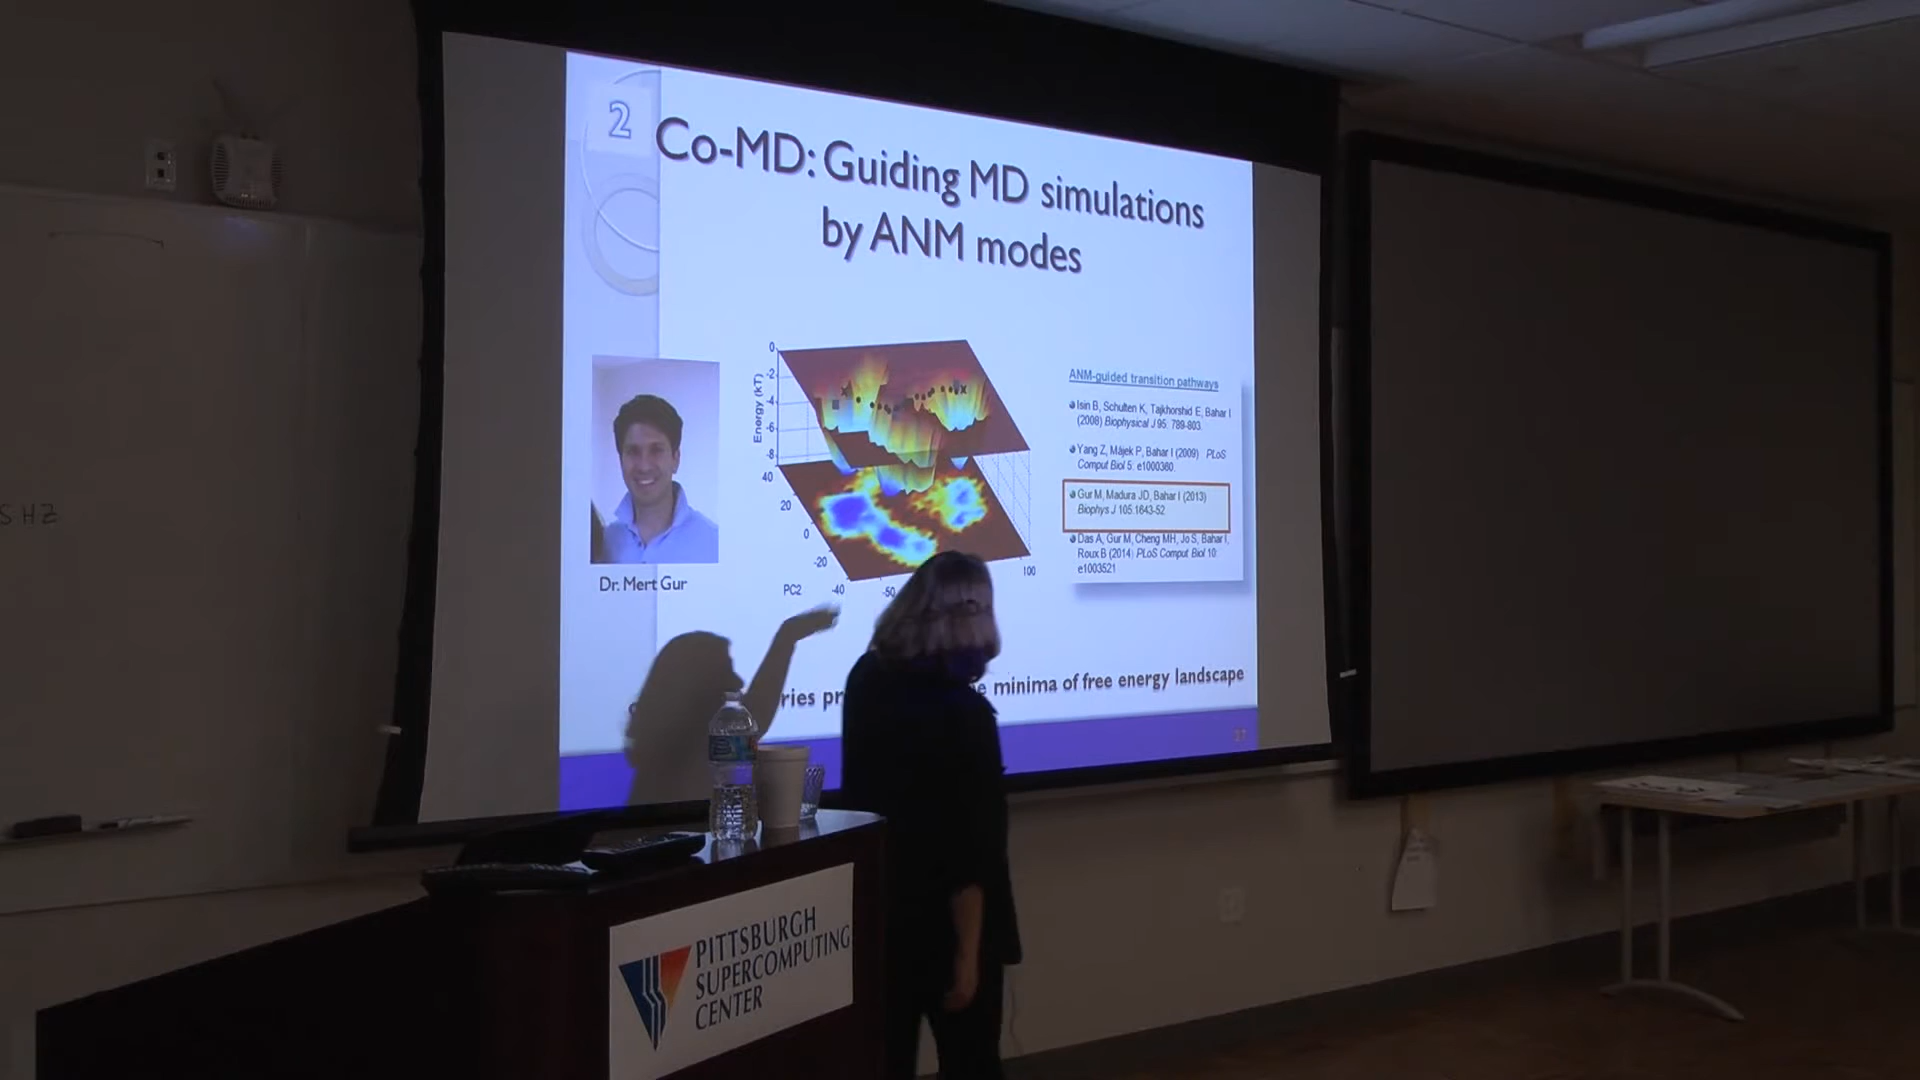 2
Co-MD: Guiding MD simulations
by ANM modes
0
-2
-4
-6
-8
Energy (kT)
40
20
0
-20
-40
PC2
-50
100
Dr. Mert Gur
ANM-guided transition pathways
Isin B, Schulten K, Tajkhorshid E, Bahar I
(2008) Biophysical J 95: 789-803.
Yang Z, Májek P, Bahar I (2009) PLoS
Comput Biol 5: e1000360.
Gur M, Madura JD, Bahar I (2013)
Biophys J 105:1643-52
Das A, Gur M, Cheng MH, Jo S, Bahar I,
Roux B (2014) PLoS Comput Biol 10:
e1003521
minima of free energy landscape
SHZ
PITTSBURGH
SUPERCOMPUTING
CENTER